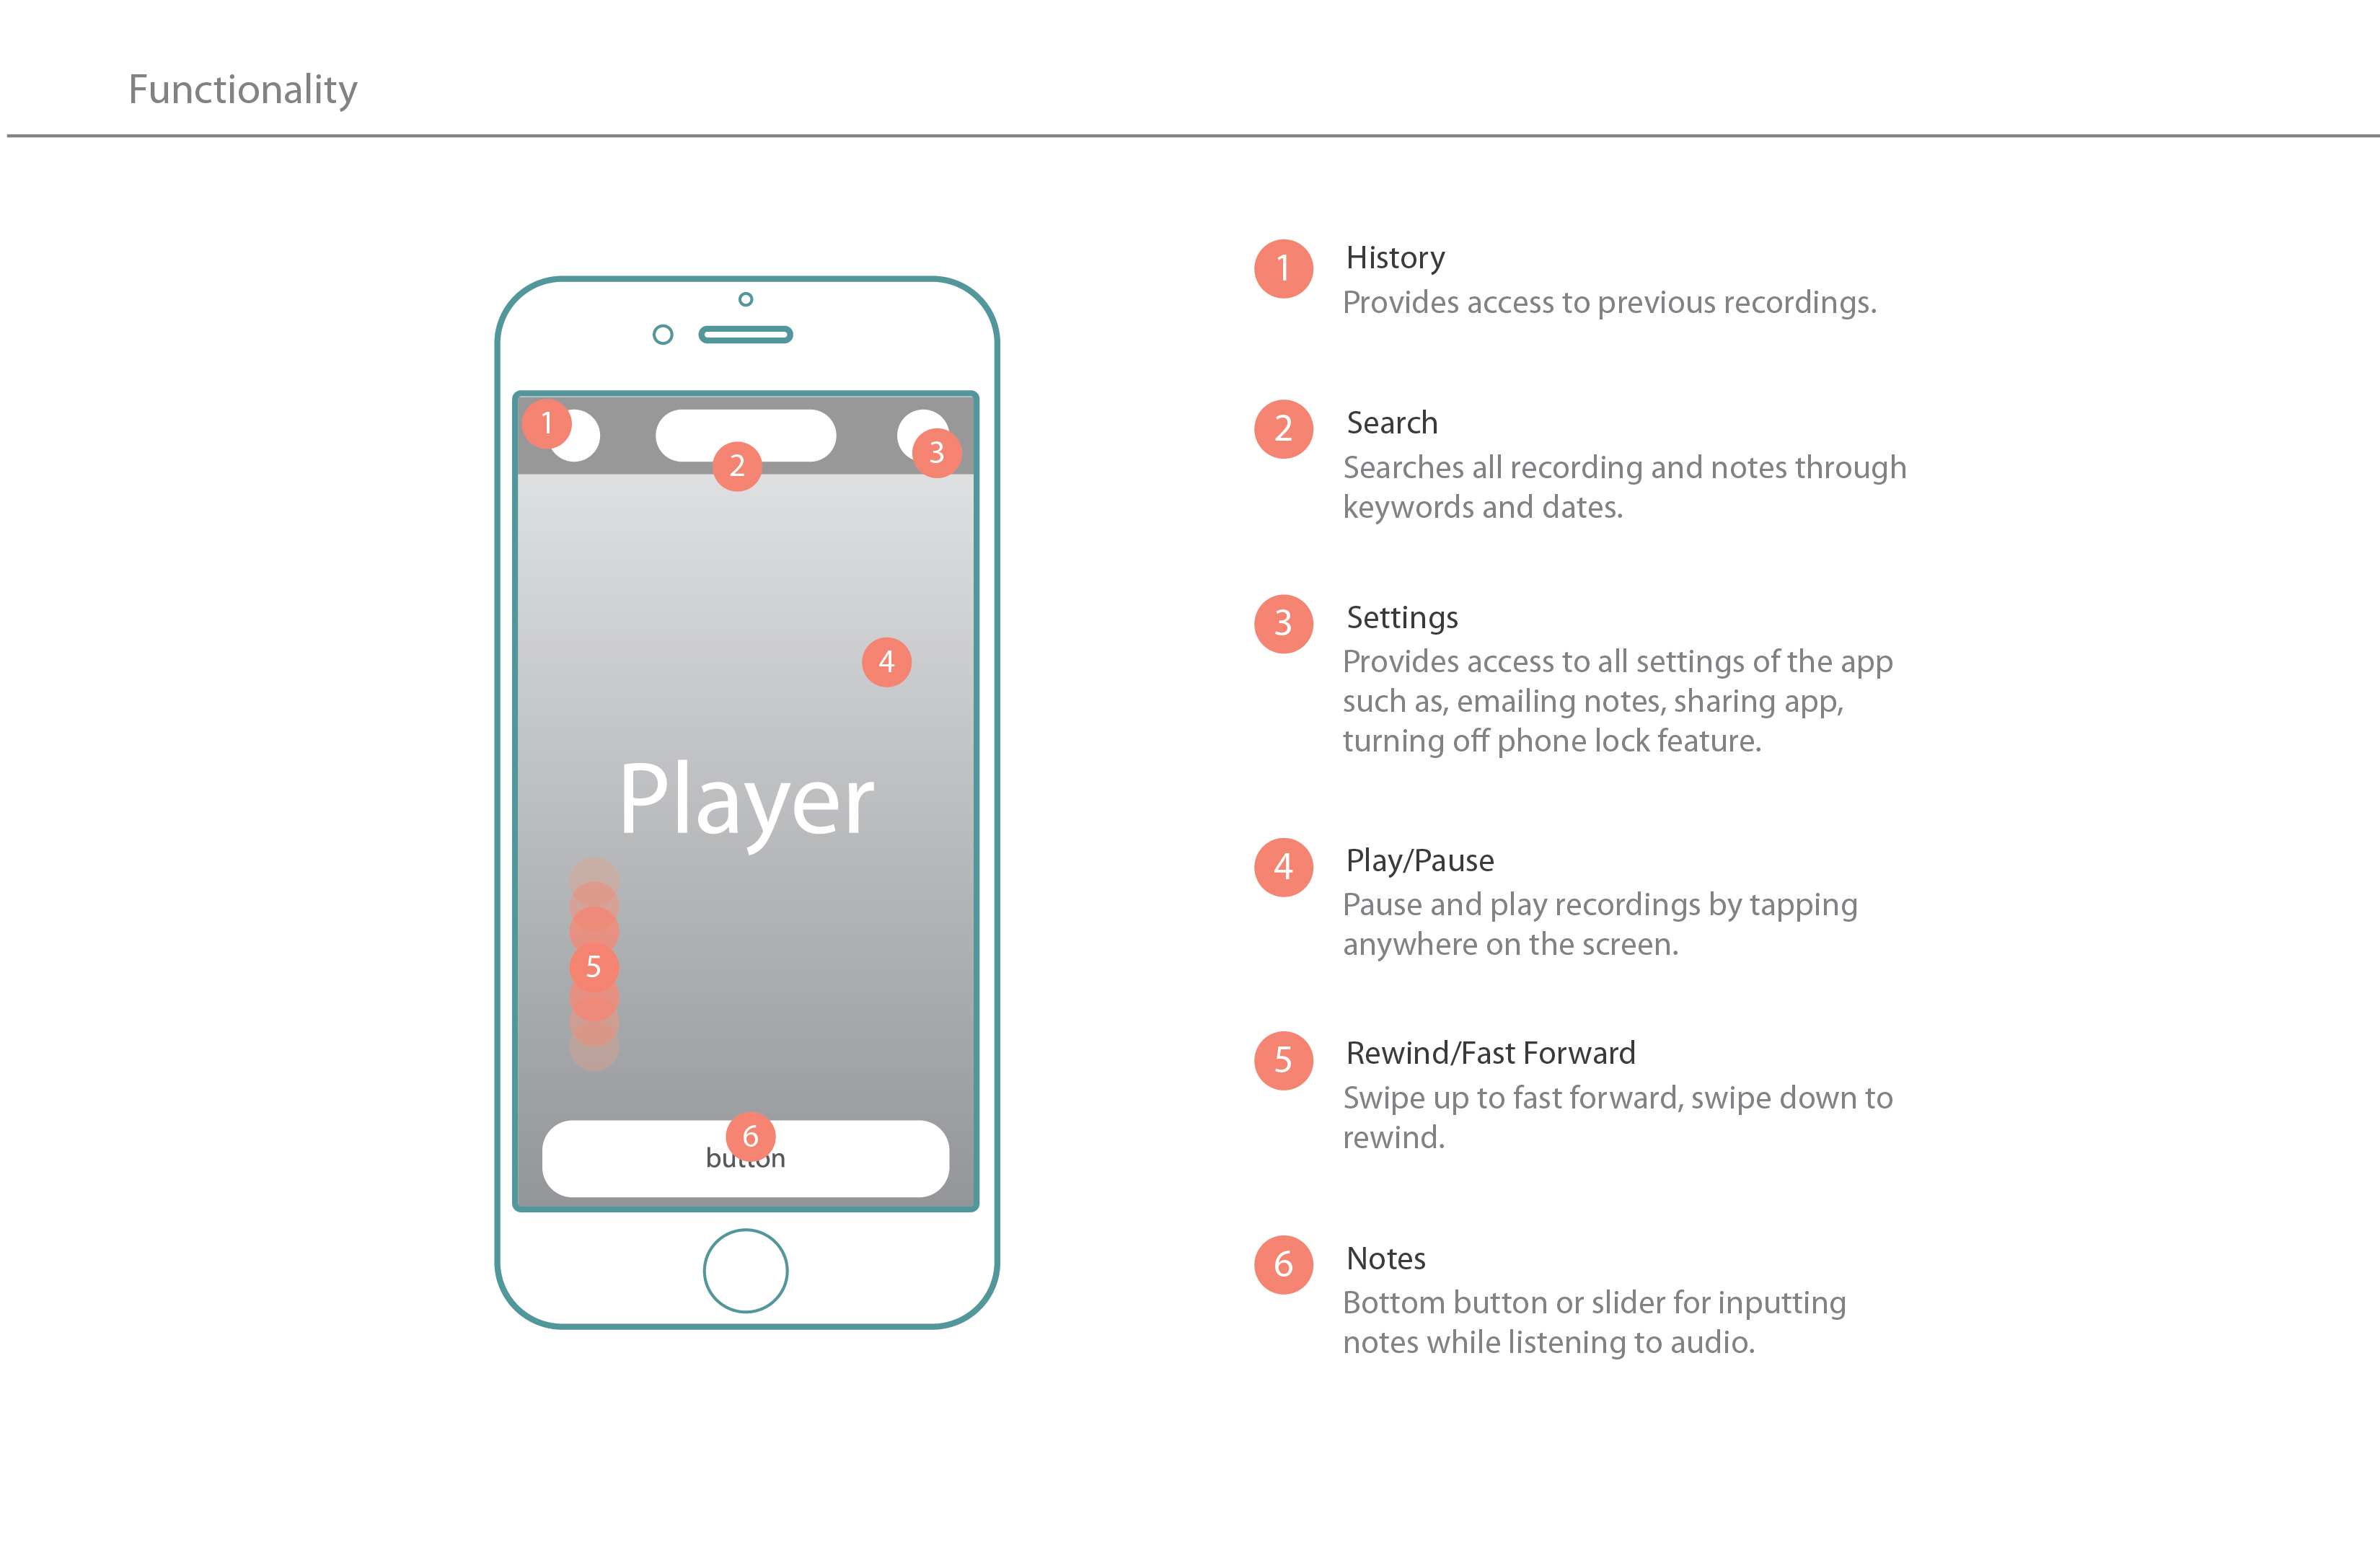 Functionality
1
2
3
4
Player
5
6
button
1
History
Provides access to previous recordings.
2
Search
Searches all recording and notes through
keywords and dates.
3
Settings
Provides access to all settings of the app
such as, emailing notes, sharing app,
turning off phone lock feature.
4
Play/Pause
Pause and play recordings by tapping
anywhere on the screen.
5
Rewind/Fast Forward
Swipe up to fast forward, swipe down to
rewind.
6
Notes
Bottom button or slider for inputting
notes while listening to audio.